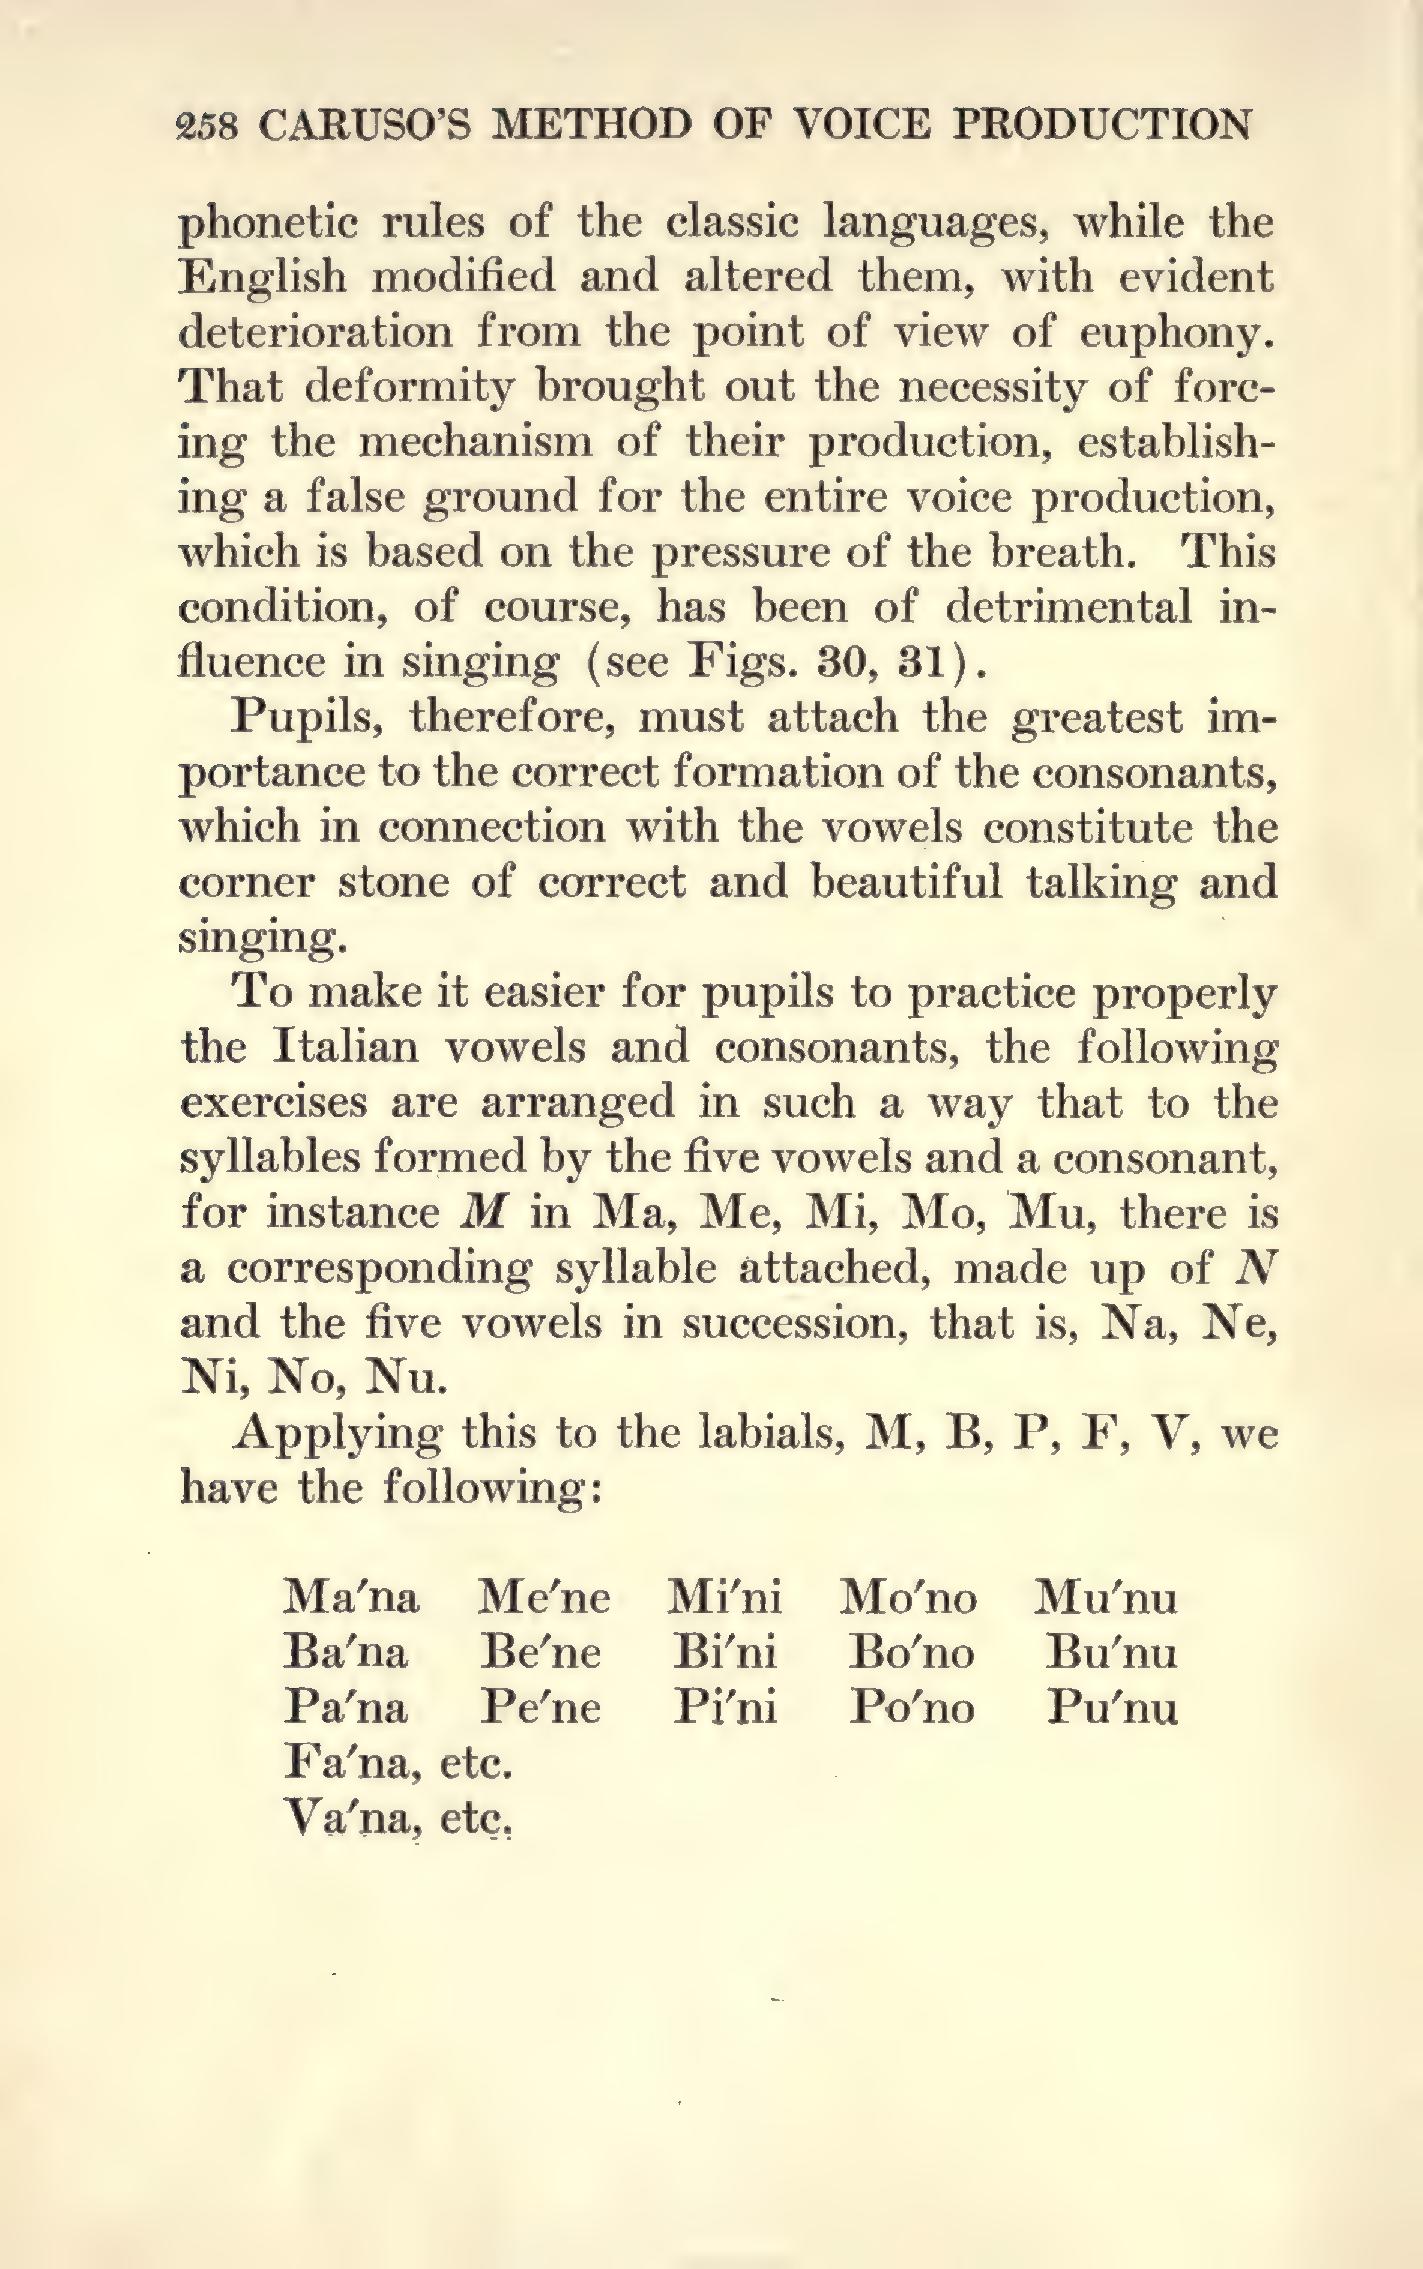 258 CARUSO'S METHOD OF VOICE PRODUCTION
phonetic rules of the classic languages, while the
English modified and altered them, with evident
deterioration from the point of view of euphony.
That deformity brought out the necessity of forc-
ing the mechanism of their production, establish-
ing a false ground for the entire voice production,
which is based on the pressure of the breath. This
condition, of course, has been of detrimental in-
fluence in singing (see Figs. 30, 31).
Pupils, therefore, must attach the greatest im-
portance to the correct formation of the consonants,
which in connection with the vowels constitute the
corner stone of correct and beautiful talking and
singing.
To make it easier for pupils to practice properly
the Italian vowels and consonants, the following
exercises are arranged in such a way that to the
syllables formed by the five vowels and a consonant,
for instance M in Ma, Me, Mi, Mo, Mu, there is
a corresponding syllable attached, made up of N
and the five vowels in succession, that is, Na, Ne,
Ni, No, Nu.
Applying this to the labials, M, B, P, F, V, we
have the following:
Ma'na Me'ne Mi'ni Mo'no Mu'nu
Ba'na Be'ne Bi'ni Bo'no Bu'nu
Pa'na Pe'ne Pi'ni Po'no Pu'nu
Fa'na, etc.
Va'na, etc.